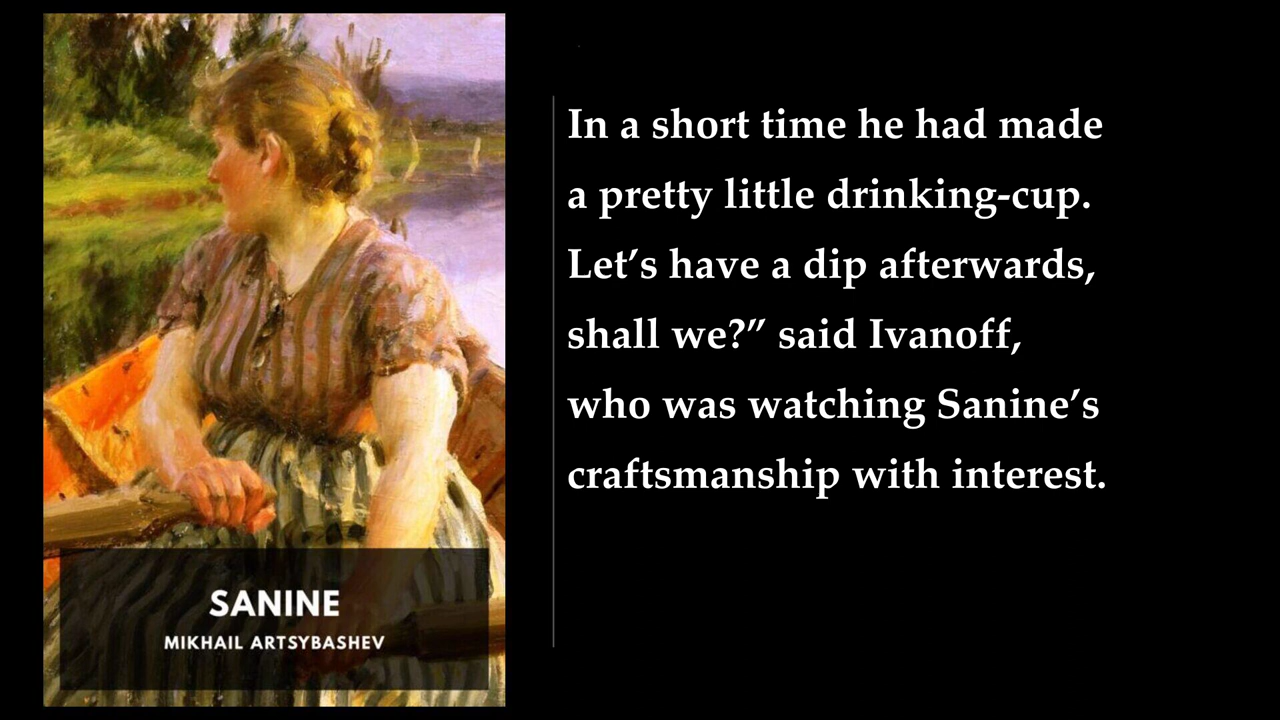 SANINE
MIKHAIL ARTSYBASHEV
In a short time he had made
a pretty little drinking-cup.
Let’s have a dip afterwards,
shall we?” said Ivanoff,
who was watching Sanine’s
craftsmanship with interest.